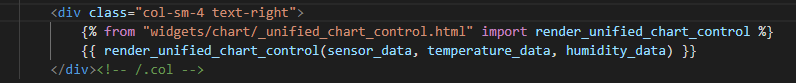 <div class="col-sm-4 text-right">
{% from "widgets/chart/_unified_chart_control.html" import render_unified_chart_control %}
{{ render_unified_chart_control(sensor_data, temperature_data, humidity_data) }}
</div><!-- /.col -->